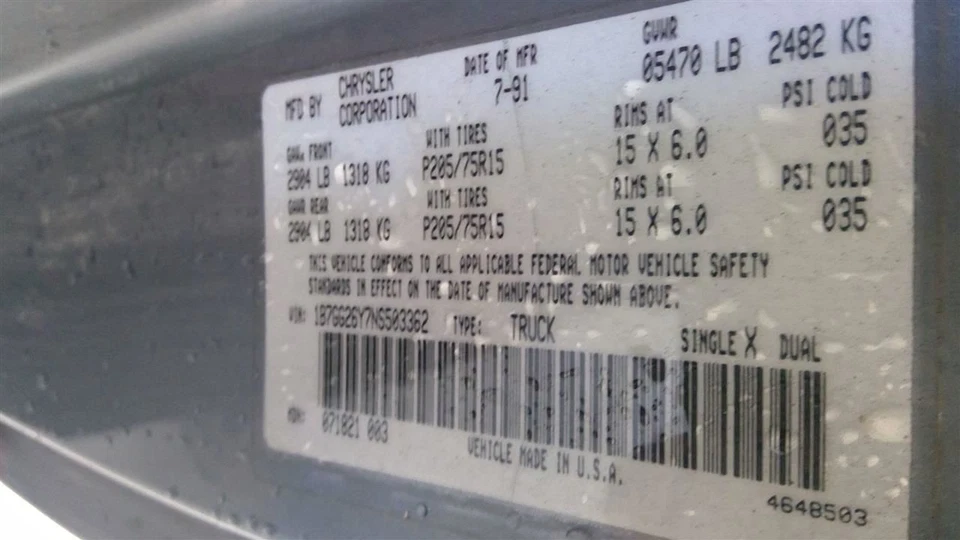 MFD BY CHRYSLER CORPORATION DATE OF MFR 7-91 GVWR 05470 LB 2482 KG
GAWR FRONT WITH TIRES RIMS AT PSI COLD
2904 LB 1318 KG P205/75R15 15 X 6.0 035
GAWR REAR WITH TIRES RIMS AT PSI COLD
2904 LB 1318 KG P205/75R15 15 X 6.0 035
THIS VEHICLE CONFORMS TO ALL APPLICABLE FEDERAL MOTOR VEHICLE SAFETY
STANDARDS IN EFFECT ON THE DATE OF MANUFACTURE SHOWN ABOVE.
VIN: 1B7GG26Y7NS503362 TYPE: TRUCK SINGLE X DUAL
MDH: 071821 003
VEHICLE MADE IN U.S.A.
4648503